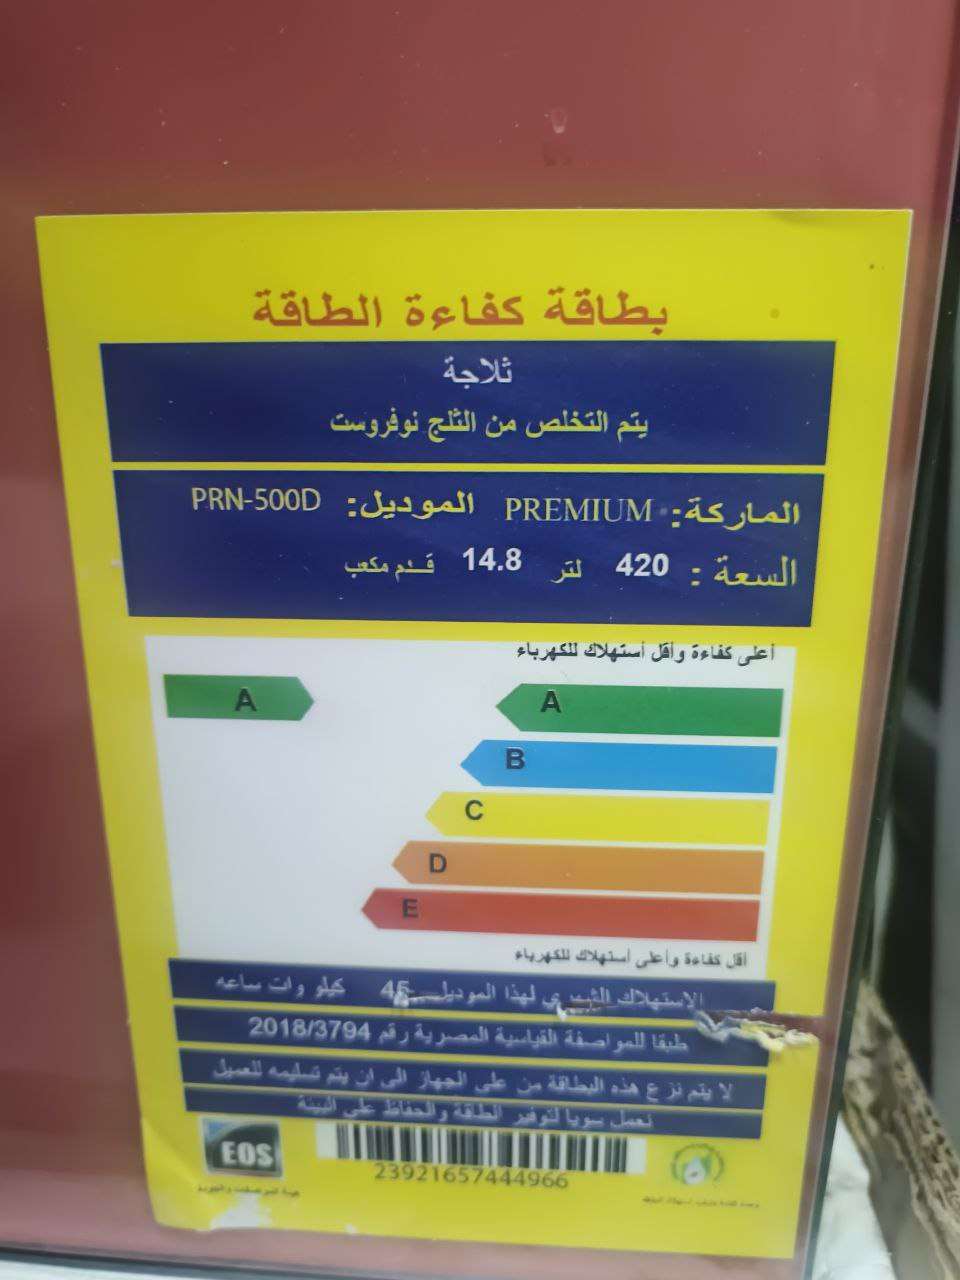 بطاقة كفاءة الطاقة
ثلاجة
يتم التخلص من الثلج نوفروست
الماركة: PREMIUM الموديل: PRN-500D
السعة : 420 لتر 14.8 قدم مكعب
أعلى كفاءة وأقل أستهلاك للكهرباء
A
A
B
C
D
E
أقل كفاءة وأعلى أستهلاك للكهرباء
الاستهلاك الشهري لهذا الموديل 45 كيلو وات ساعه
طبقا للمواصفة القياسية المصرية رقم 2018/3794
لا يتم نزع هذه البطاقة من على الجهاز الى ان يتم تسليمه للعميل
نعمل سويا لتوفير الطاقة والحفاظ على البيئة
EOS
23921657444966
هيئة المواصفات والجودة